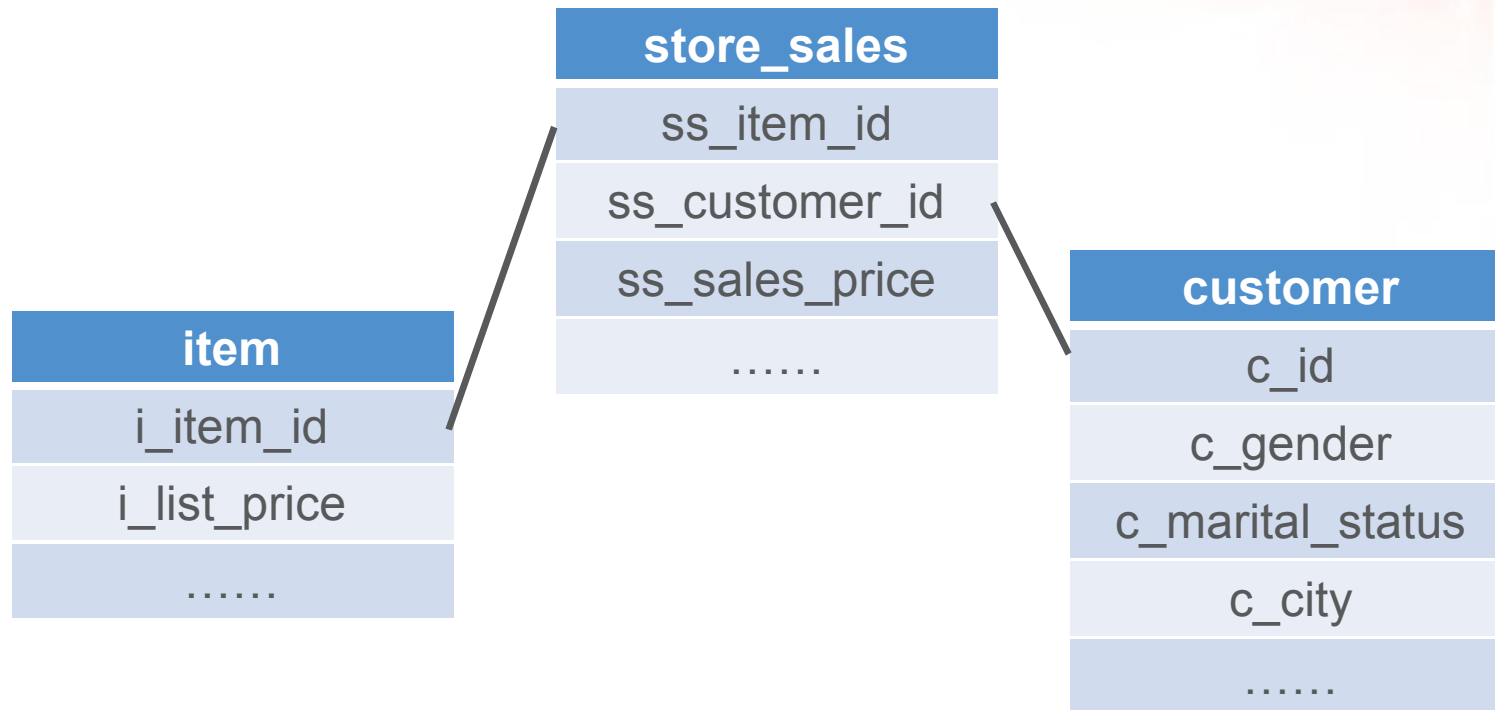 store_sales
ss_item_id
ss_customer_id
ss_sales_price
......
item
i_item_id
i_list_price
......
customer
c_id
c_gender
c_marital_status
c_city
......